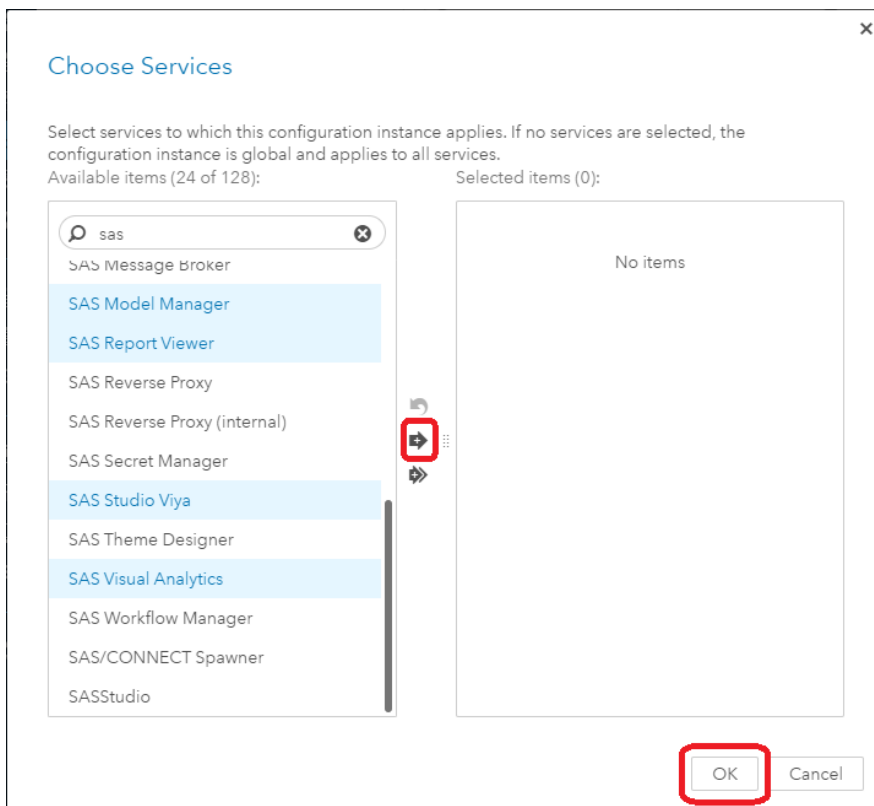 Choose Services
Select services to which this configuration instance applies. If no services are selected, the
configuration instance is global and applies to all services.
Available items (24 of 128):
Selected items (0):
sas
No items
SAS Message Broker
SAS Model Manager
SAS Report Viewer
SAS Reverse Proxy
SAS Reverse Proxy (internal)
SAS Secret Manager
SAS Studio Viya
SAS Theme Designer
SAS Visual Analytics
SAS Workflow Manager
SAS/CONNECT Spawner
SASStudio
OK
Cancel